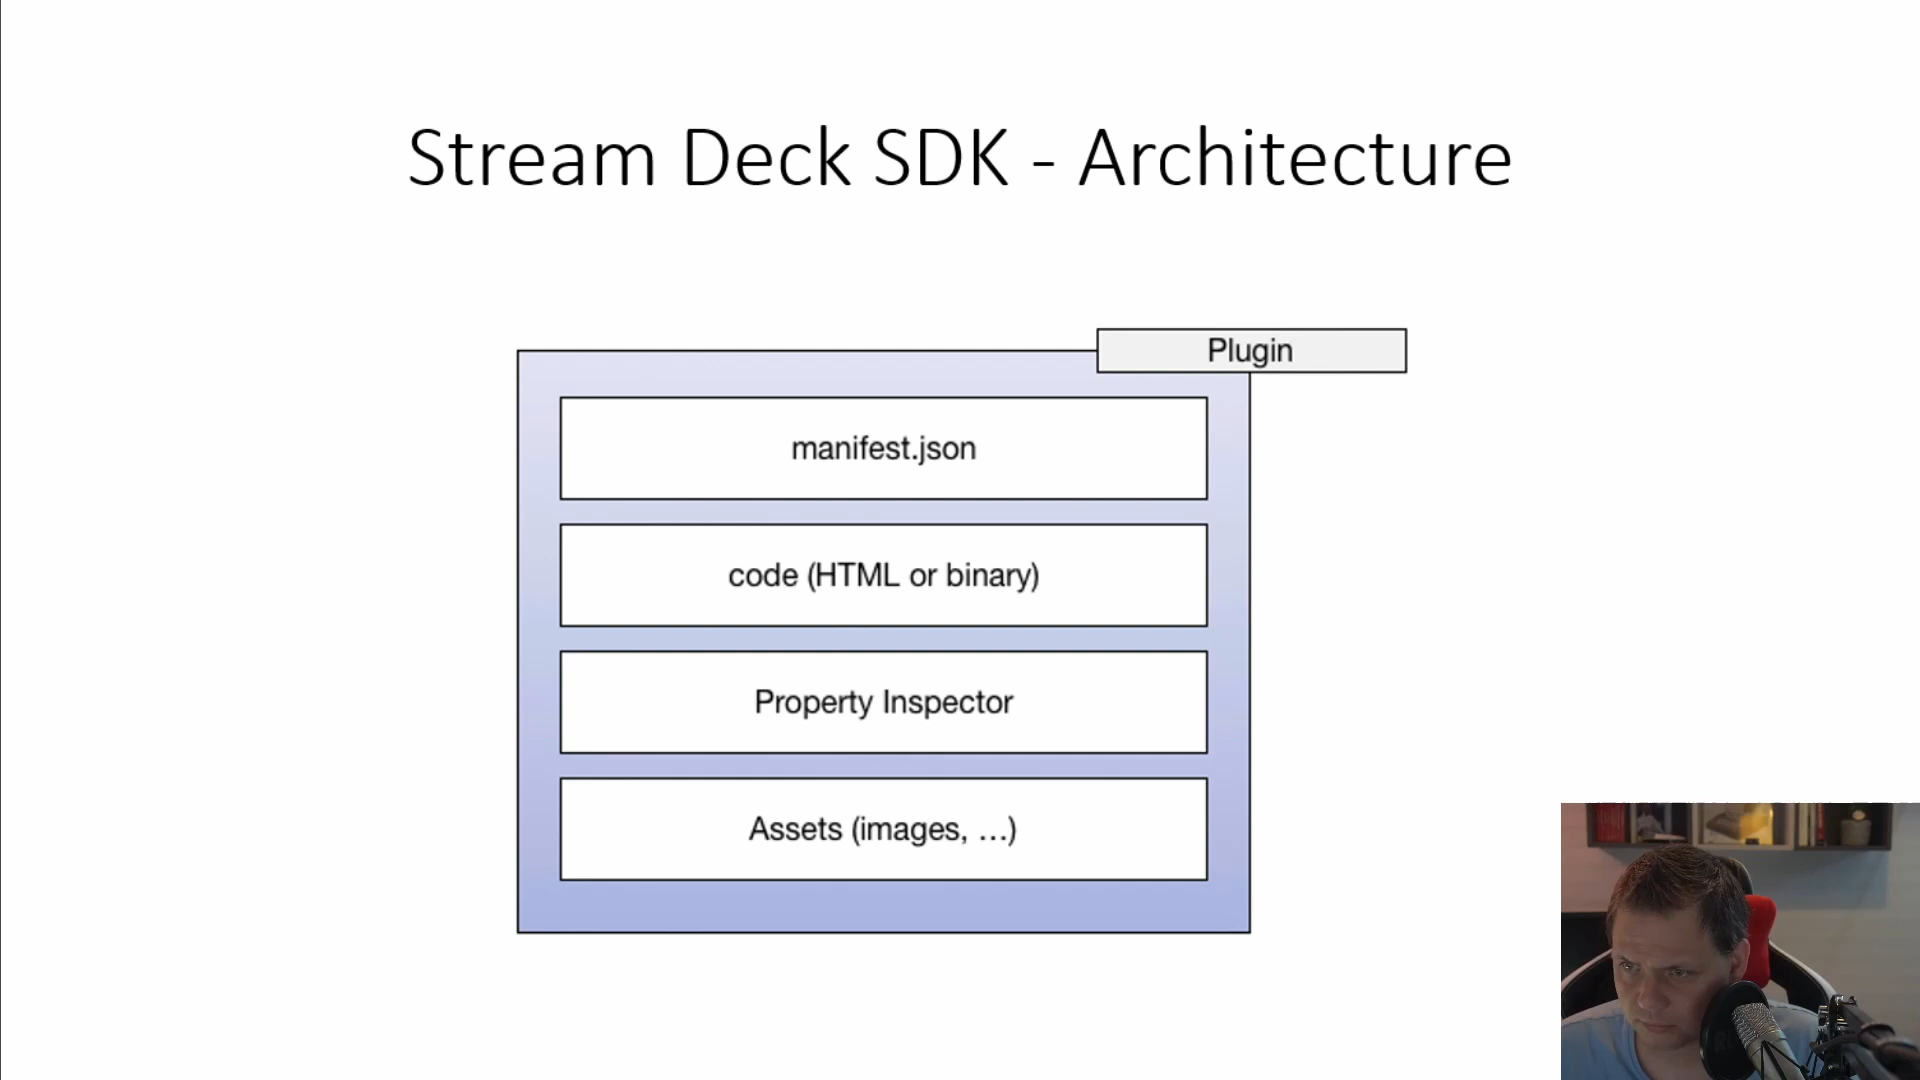 Stream Deck SDK - Architecture
Plugin
manifest.json
code (HTML or binary)
Property Inspector
Assets (images, ...)